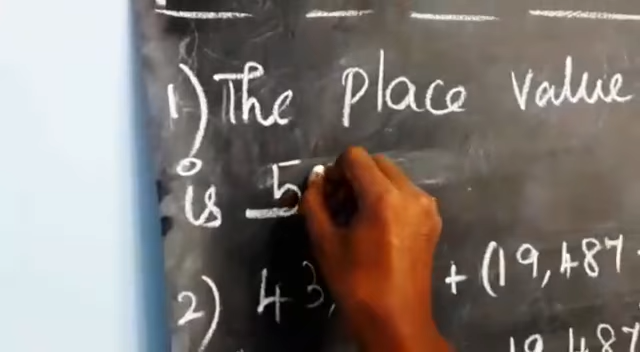 1) The place value
is 5
2) 43, + (19,487
19,487